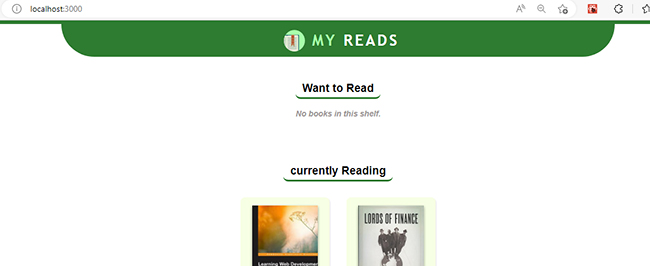 localhost:3000
MY READS
Want to Read
No books in this shelf.
currently Reading
LORDS OF FINANCE
Learning Web Developmen